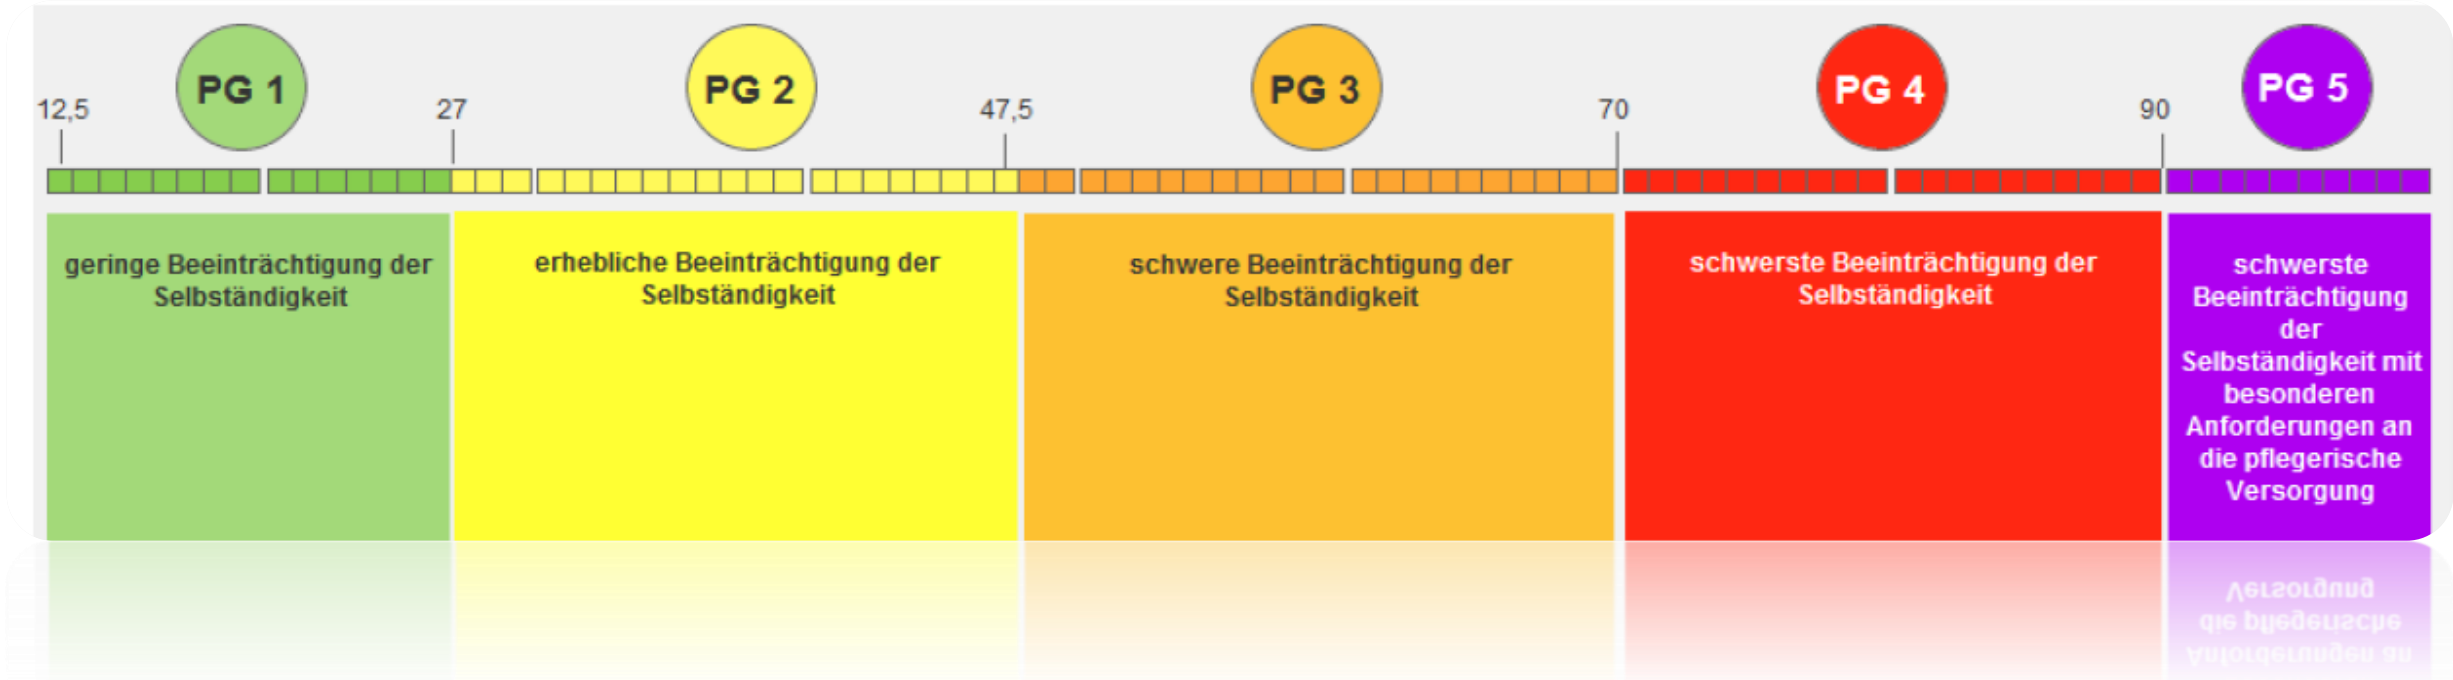 PG 1
PG 2
PG 3
PG 4
PG 5
12,5
27
47,5
70
90
geringe Beeinträchtigung der
Selbständigkeit
erhebliche Beeinträchtigung der
Selbständigkeit
schwere Beeinträchtigung der
Selbständigkeit
schwerste Beeinträchtigung der
Selbständigkeit
schwerste
Beeinträchtigung
der
Selbständigkeit mit
besonderen
Anforderungen an
die pflegerische
Versorgung